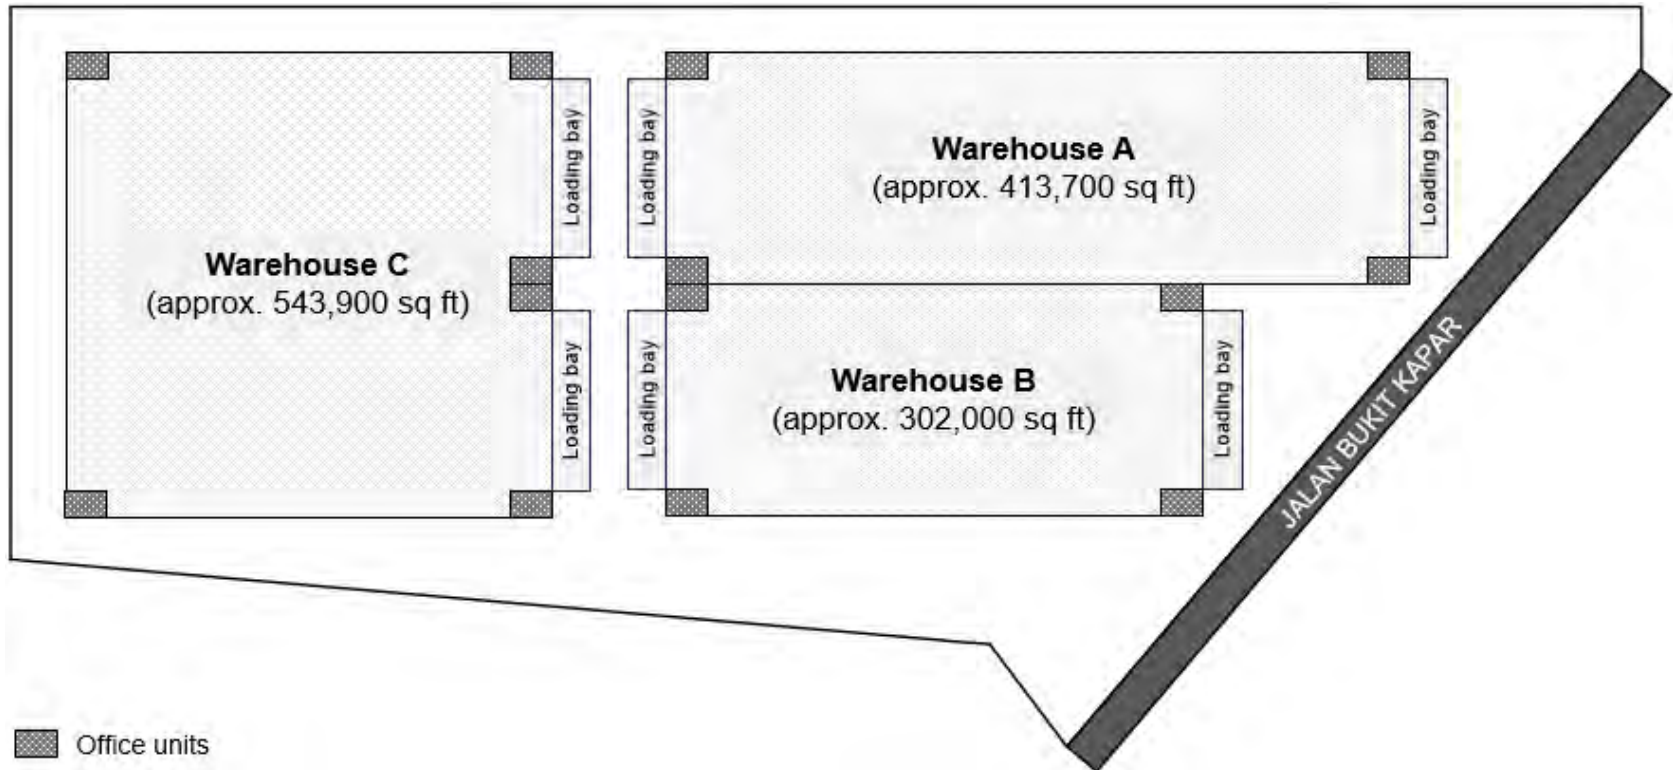 Loading bay
Loading bay
Warehouse A
(approx. 413,700 sq ft)
Loading bay
Warehouse C
(approx. 543,900 sq ft)
Loading bay
Loading bay
Warehouse B
(approx. 302,000 sq ft)
Loading bay
JALAN BUKIT KAPAR
Office units